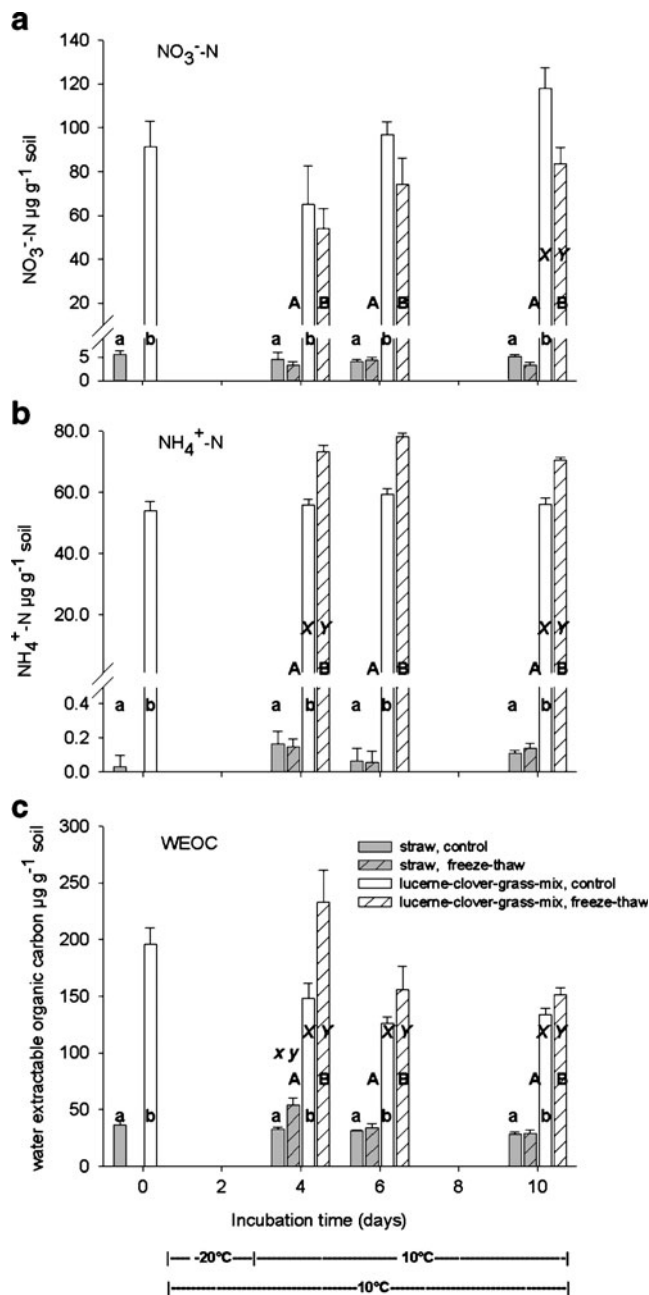 a
NO3⁻-N
NO3⁻-N µg g⁻¹ soil
140
120
100
80
60
40
20
5
0
X Y
A B A B A B
a b a b a b a b
b
NH4⁺-N
NH4⁺-N µg g⁻¹ soil
80.0
60.0
40.0
20.0
0.4
0.2
0.0
X Y X Y
A B A B A B
a b a b a b a b
c
WEOC
water extractable organic carbon µg g⁻¹ soil
300
250
200
150
100
50
0
straw, control
straw, freeze-thaw
lucerne-clover-grass-mix, control
lucerne-clover-grass-mix, freeze-thaw
X Y X Y X Y
x y
A B A B A B
a b a b a b a b
0 2 4 6 8 10
Incubation time (days)
|---- -20°C----|---- 10°C----|
|----10°C----|